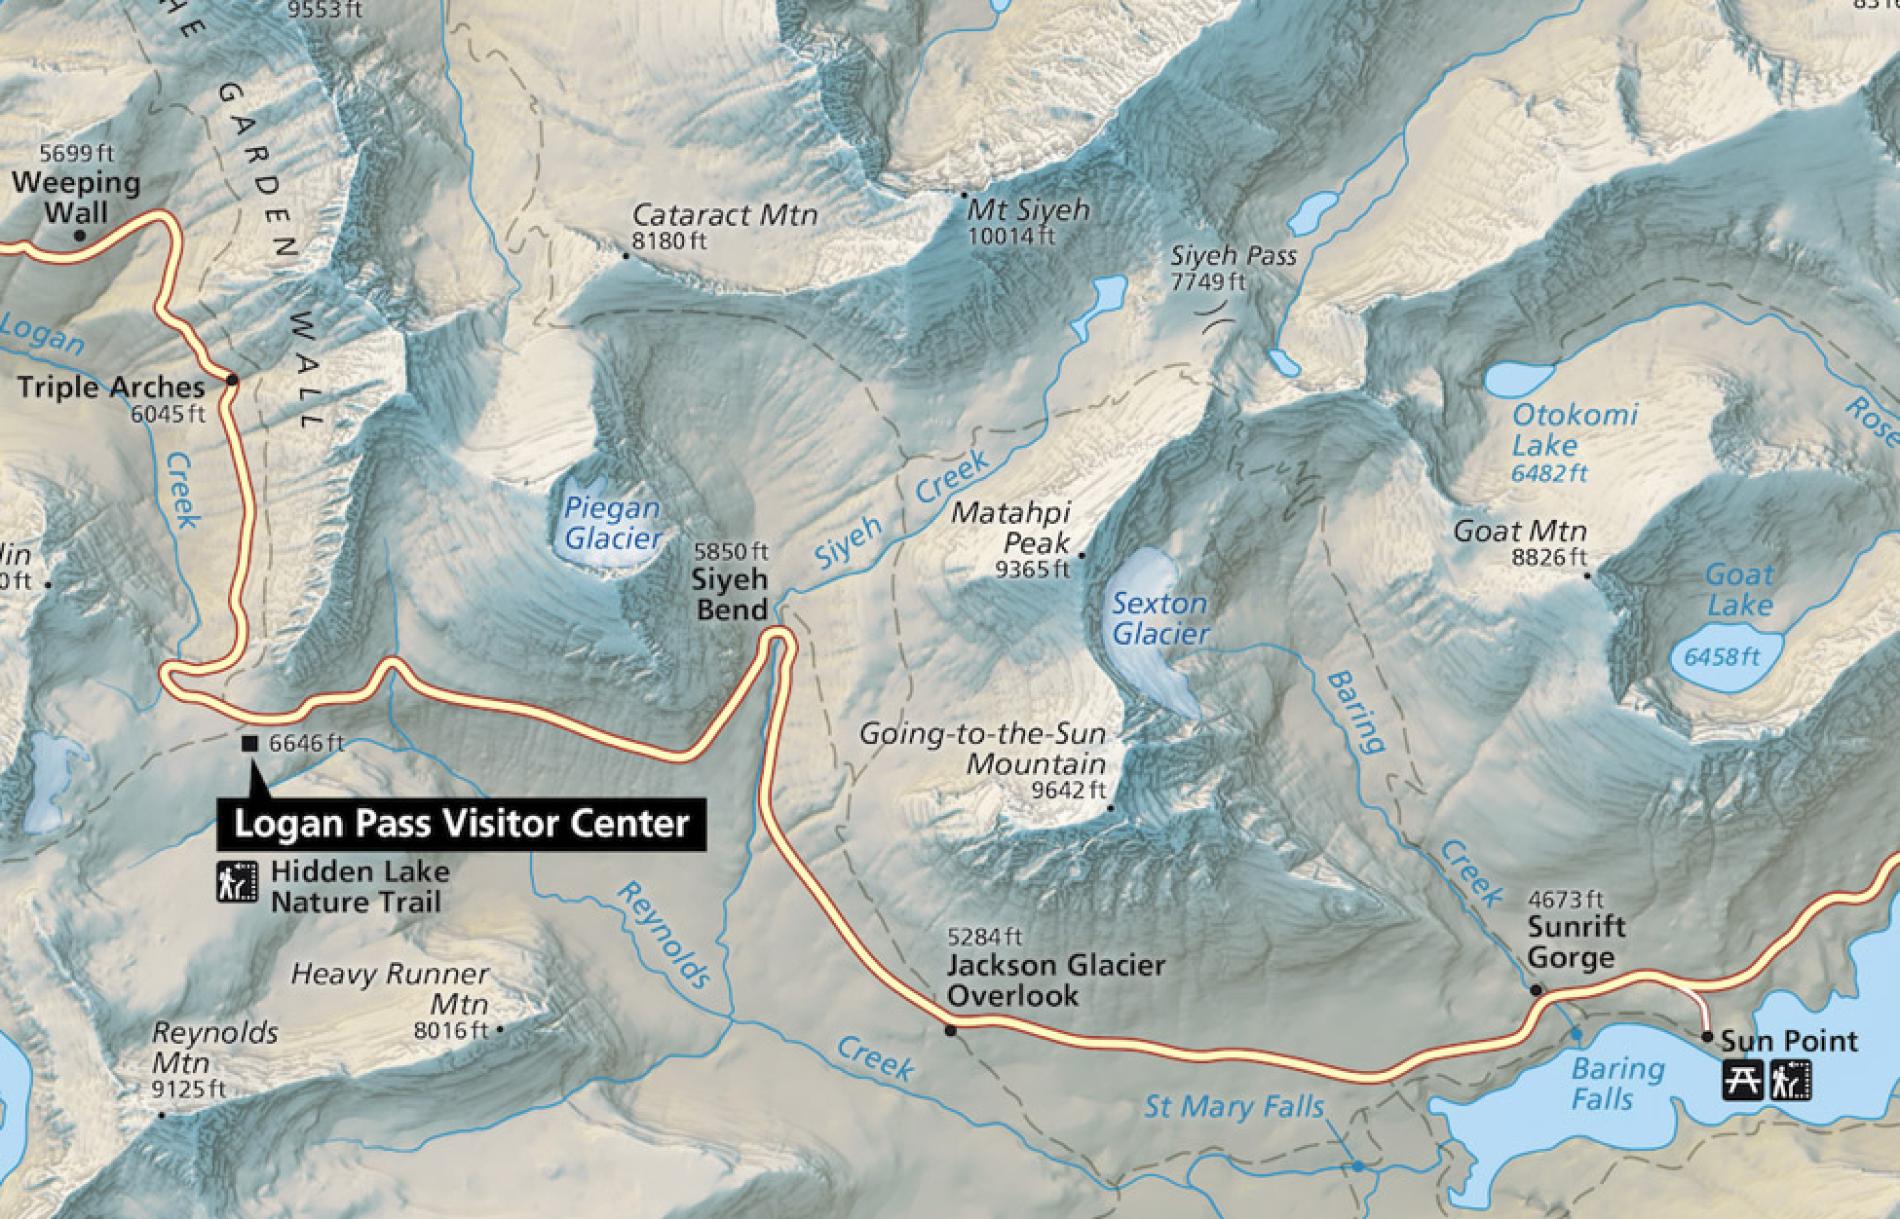 HE
GARDEN
WALL
9553 ft
5699 ft
Weeping
Wall
Logan
Creek
Triple Arches
6045 ft
Cataract Mtn
8180 ft
Mt Siyeh
10014 ft
Siyeh Pass
7749 ft
Otokomi
Lake
6482 ft
Rose
Piegan
Glacier
5850 ft
Siyeh
Bend
Siyeh Creek
Matahpi
Peak
9365 ft
Sexton
Glacier
Goat Mtn
8826 ft
Goat
Lake
6458 ft
Baring
Creek
Going-to-the-Sun
Mountain
9642 ft
6646 ft
Logan Pass Visitor Center
Hidden Lake
Nature Trail
Reynolds
Creek
Heavy Runner
Mtn
8016 ft
Reynolds
Mtn
9125 ft
5284 ft
Jackson Glacier
Overlook
4673 ft
Sunrift
Gorge
Sun Point
Baring
Falls
St Mary Falls